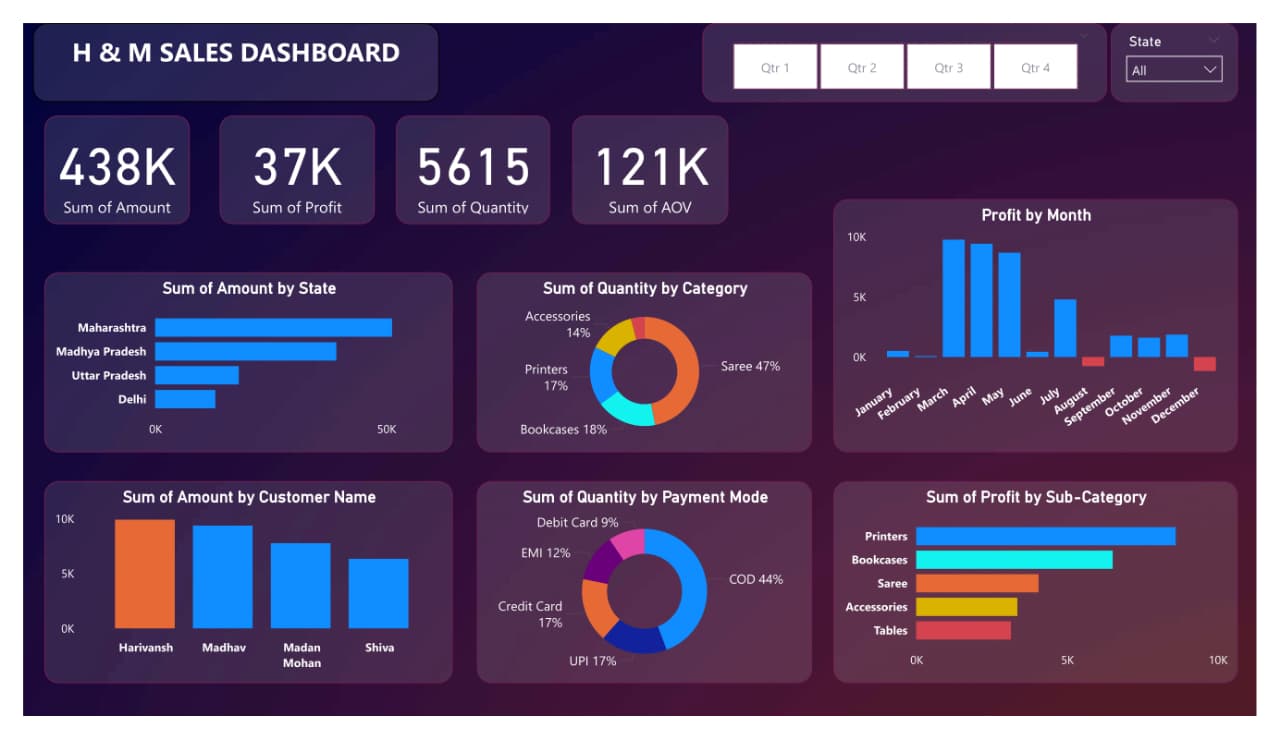 H & M SALES DASHBOARD
Qtr 1
Qtr 2
Qtr 3
Qtr 4
State
All
438K
Sum of Amount
37K
Sum of Profit
5615
Sum of Quantity
121K
Sum of AOV
Sum of Amount by State
Maharashtra
Madhya Pradesh
Uttar Pradesh
Delhi
0K
50K
Sum of Quantity by Category
Accessories
14%
Printers
17%
Bookcases 18%
Saree 47%
Profit by Month
10K
5K
0K
January
February
March
April
May
June
July
August
September
October
November
December
Sum of Amount by Customer Name
10K
5K
0K
Harivansh
Madhav
Madan
Mohan
Shiva
Sum of Quantity by Payment Mode
Debit Card 9%
EMI 12%
Credit Card
17%
UPI 17%
COD 44%
Sum of Profit by Sub-Category
Printers
Bookcases
Saree
Accessories
Tables
0K
5K
10K